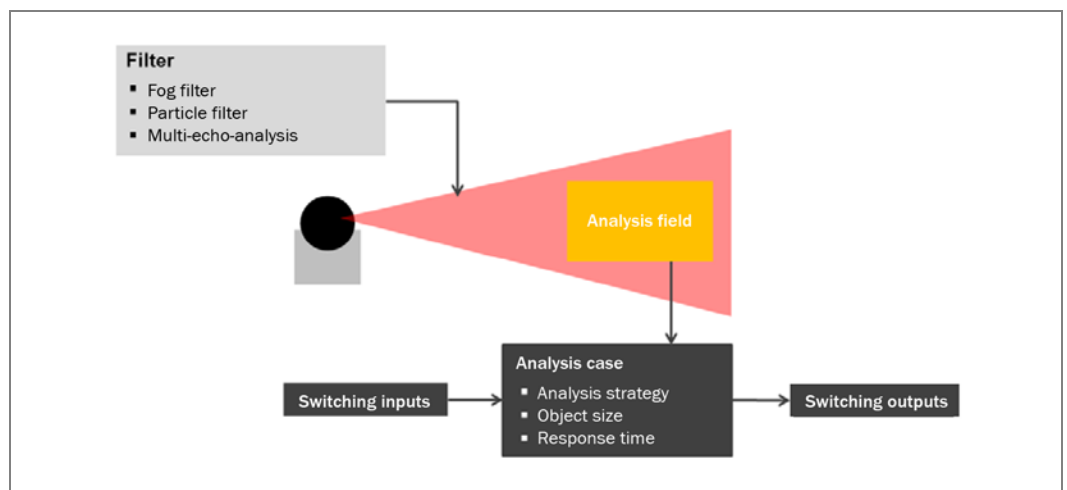 Filter
▪ Fog filter
▪ Particle filter
▪ Multi-echo-analysis
Analysis field
Analysis case
▪ Analysis strategy
▪ Object size
▪ Response time
Switching inputs
Switching outputs